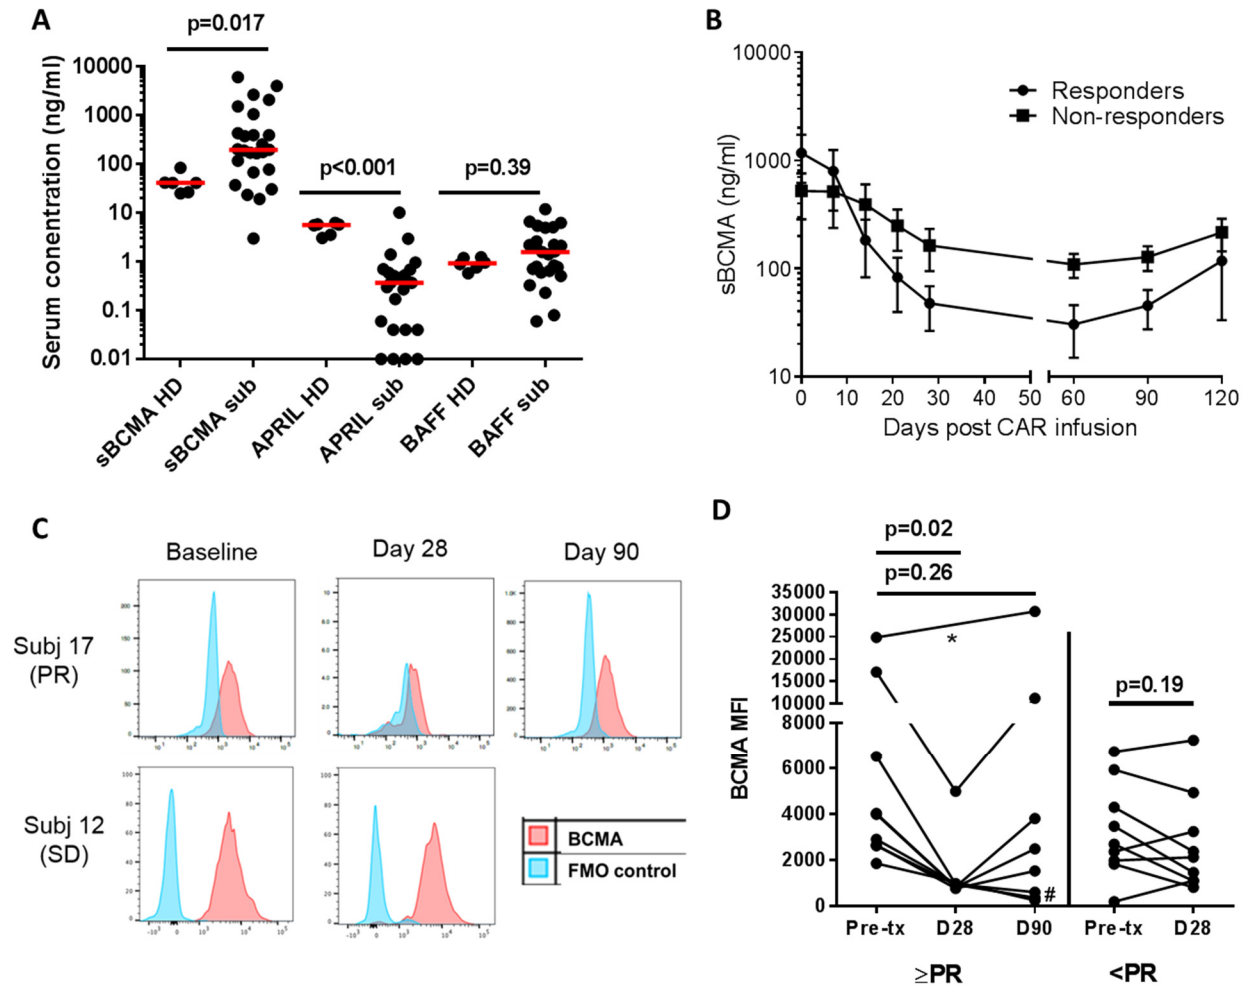 A
p=0.017
Serum conentration (ng/ml)
10000
1000
100
10
1
0.1
0.01
p<0.001
p=0.39
sBCMA HD
sBCMA sub
APRIL HD
APRIL sub
BAFF HD
BAFF sub
B
sBCMA (ng/ml)
10000
1000
100
10
Responders
Non-responders
0 10 20 30 40 50 60 90 120
Days post CAR infusion
C
Baseline Day 28 Day 90
Subj 17
(PR)
Subj 12
(SD)
BCMA
FMO control
D
p=0.02
p=0.26
BCMA MFI
35000
30000
25000
20000
15000
10000
8000
6000
4000
2000
0
*
#
p=0.19
Pre-tx D28 D90 Pre-tx D28
≥PR <PR